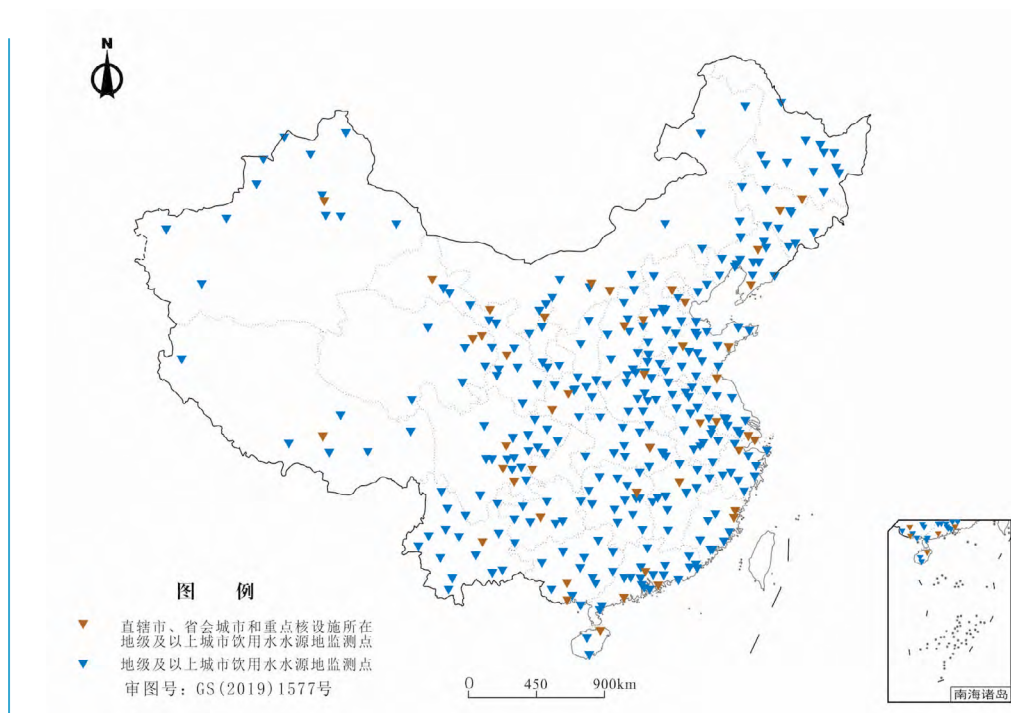 N
图 例
直辖市、省会城市和重点核设施所在
地级及以上城市饮用水水源地监测点
地级及以上城市饮用水水源地监测点
审图号：GS(2019)1577号
0 450 900km
南海诸岛